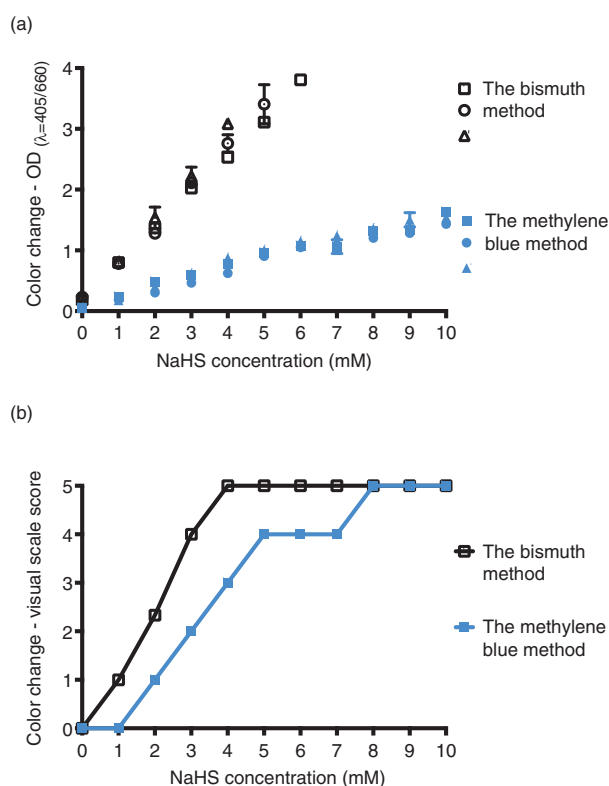 (a)
Color change - OD (λ=405/660)
4
3
2
1
0
0 1 2 3 4 5 6 7 8 9 10
NaHS concentration (mM)
The bismuth
method
The methylene
blue method
(b)
Color change - visual scale score
5
4
3
2
1
0
0 1 2 3 4 5 6 7 8 9 10
NaHS concentration (mM)
The bismuth
method
The methylene
blue method